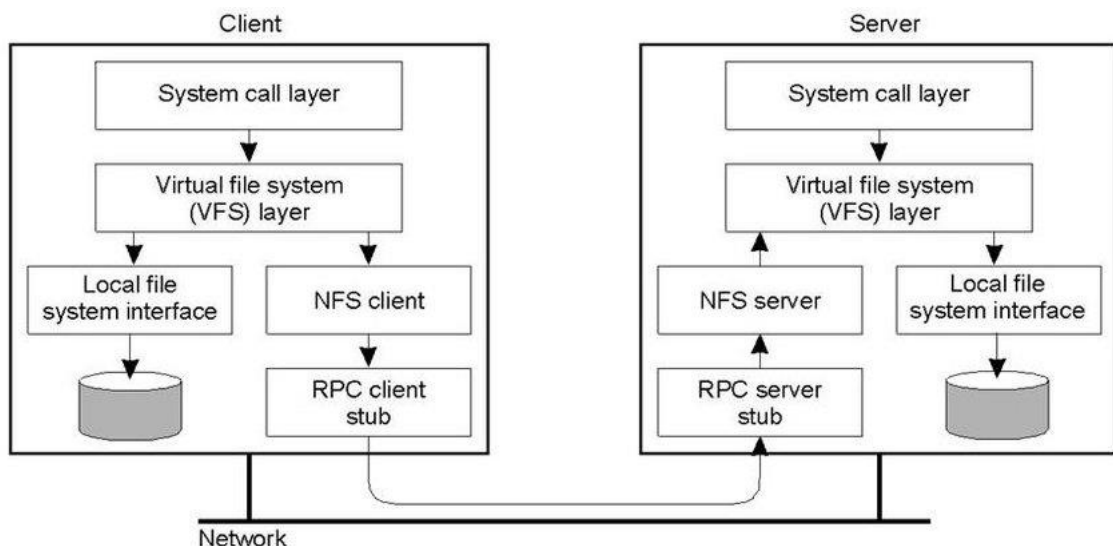 Client
System call layer
Virtual file system
(VFS) layer
Local file
system interface
NFS client
RPC client
stub
Server
System call layer
Virtual file system
(VFS) layer
NFS server
Local file
system interface
RPC server
stub
Network